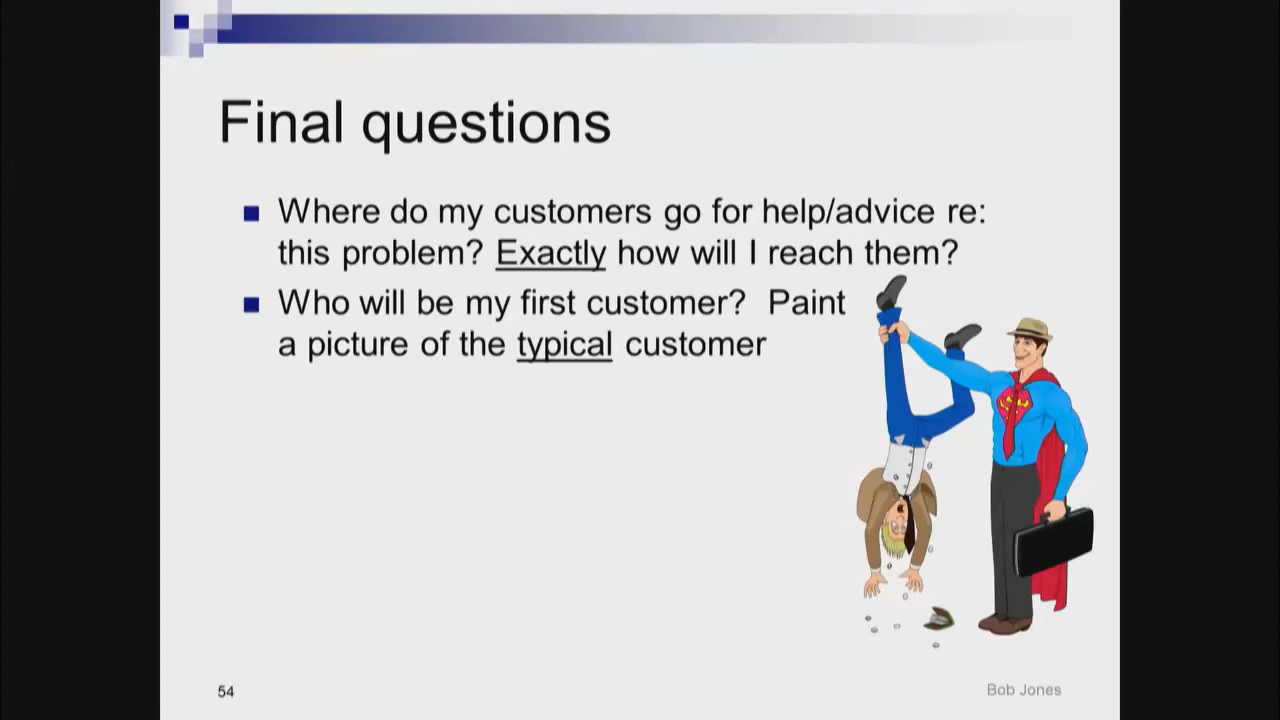 Final questions
Where do my customers go for help/advice re:
this problem? Exactly how will I reach them?
Who will be my first customer? Paint
a picture of the typical customer
54
Bob Jones